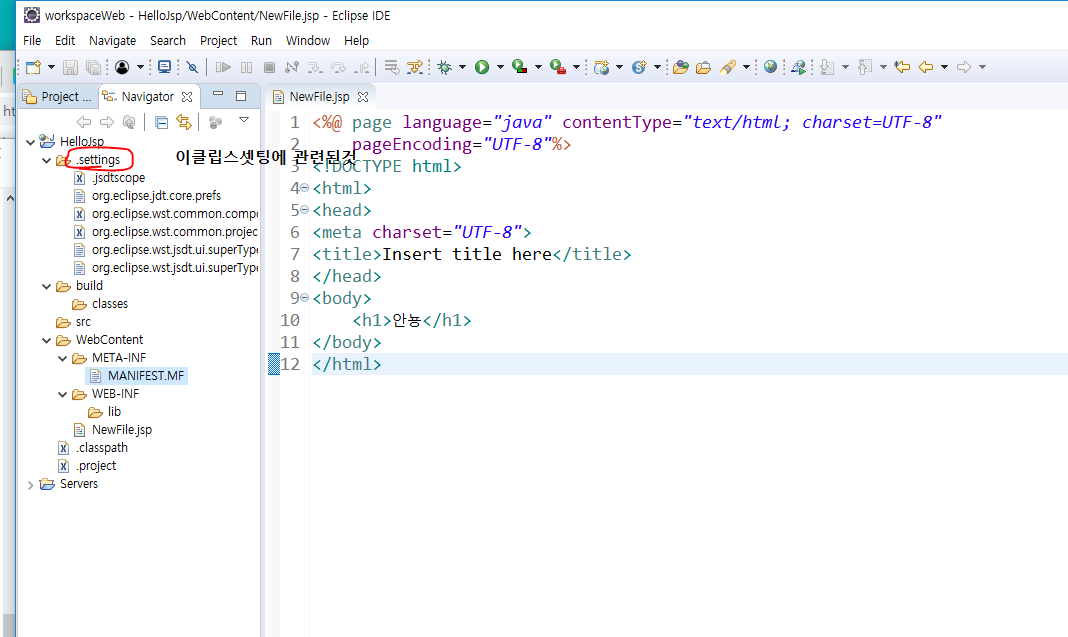 workspaceWeb - HelloJsp/WebContent/NewFile.jsp - Eclipse IDE
File Edit Navigate Search Project Run Window Help
Project ... Navigator NewFile.jsp
ht
HelloJsp
.settings
이클립스셋팅에 관련된것
.jsdtscope
org.eclipse.jdt.core.prefs
org.eclipse.wst.common.compo
org.eclipse.wst.common.projec
org.eclipse.wst.jsdt.ui.superType
org.eclipse.wst.jsdt.ui.superType
build
classes
src
WebContent
META-INF
MANIFEST.MF
WEB-INF
lib
NewFile.jsp
.classpath
.project
Servers
1 <%@ page language="java" contentType="text/html; charset=UTF-8"
2 pageEncoding="UTF-8"%>
3 <!DOCTYPE html>
4 <html>
5 <head>
6 <meta charset="UTF-8">
7 <title>Insert title here</title>
8 </head>
9 <body>
10 <h1>안뇽</h1>
11 </body>
12 </html>